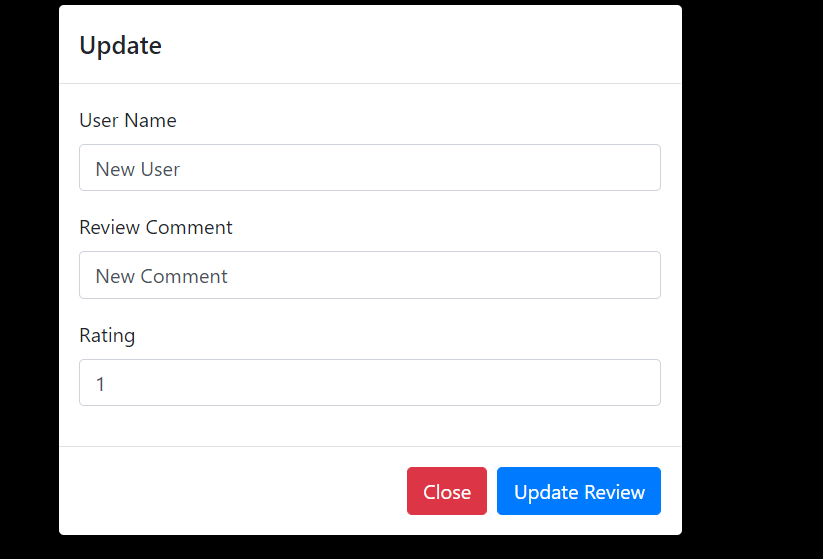 Update
User Name
New User
Review Comment
New Comment
Rating
1
Close Update Review